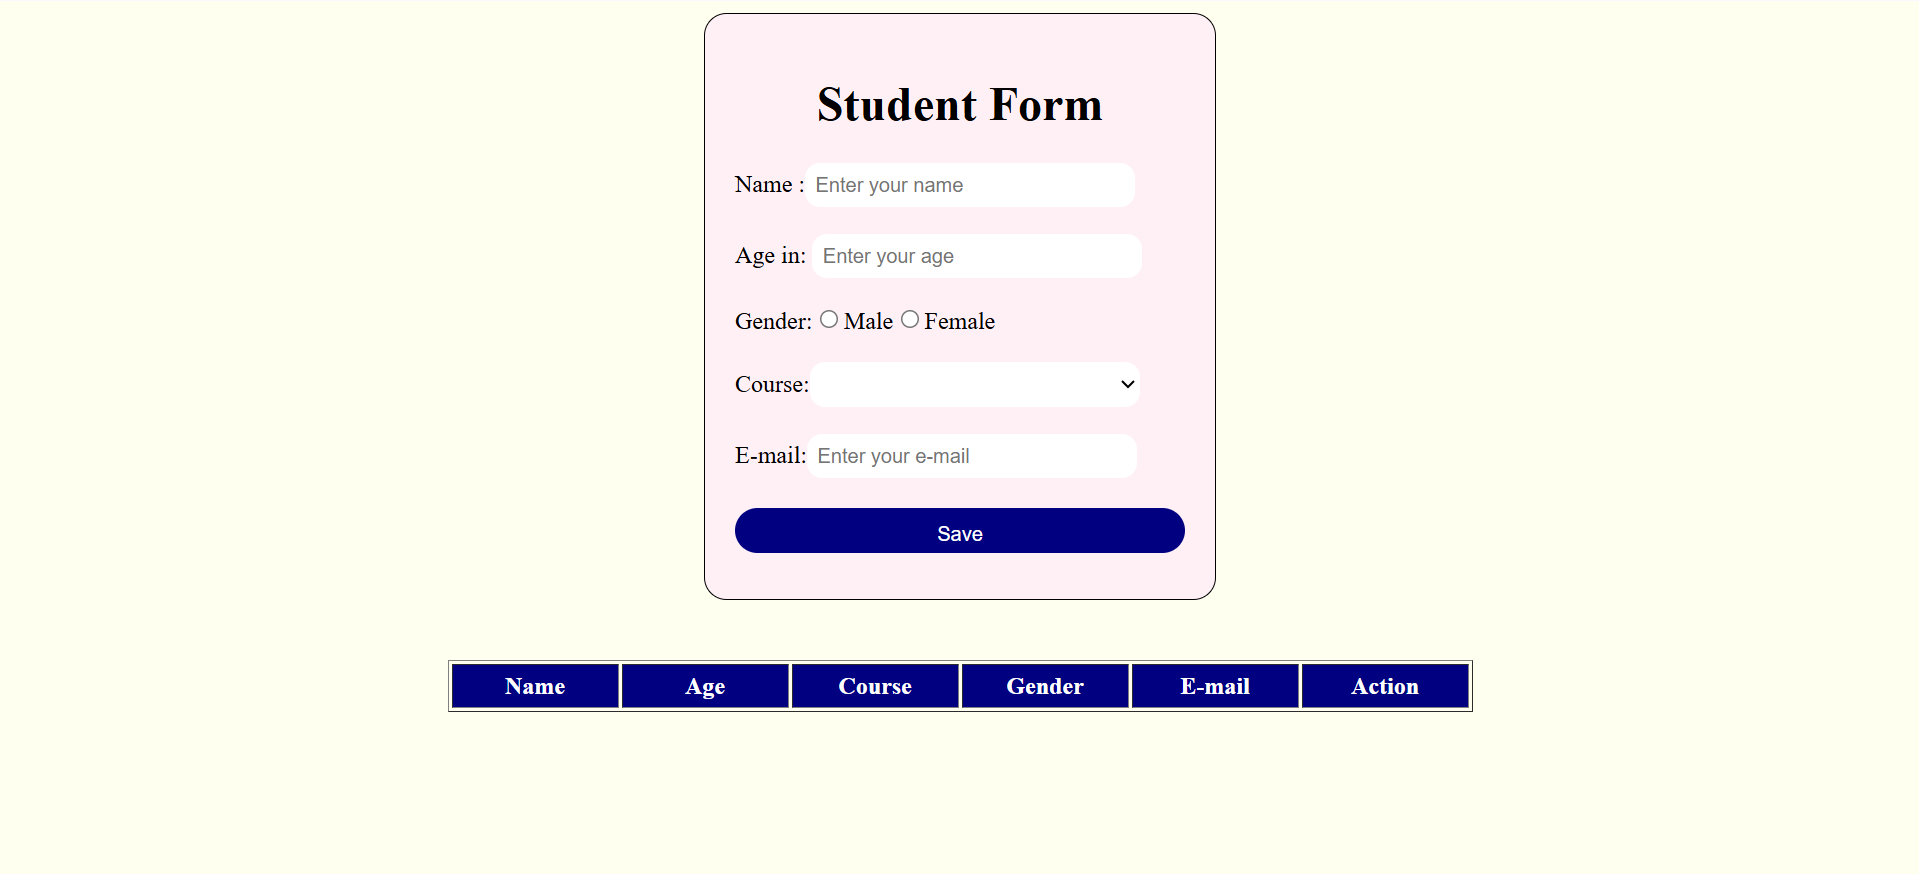 Student Form
Name : Enter your name
Age in: Enter your age
Gender: Male Female
Course:
E-mail: Enter your e-mail
Save
Name Age Course Gender E-mail Action